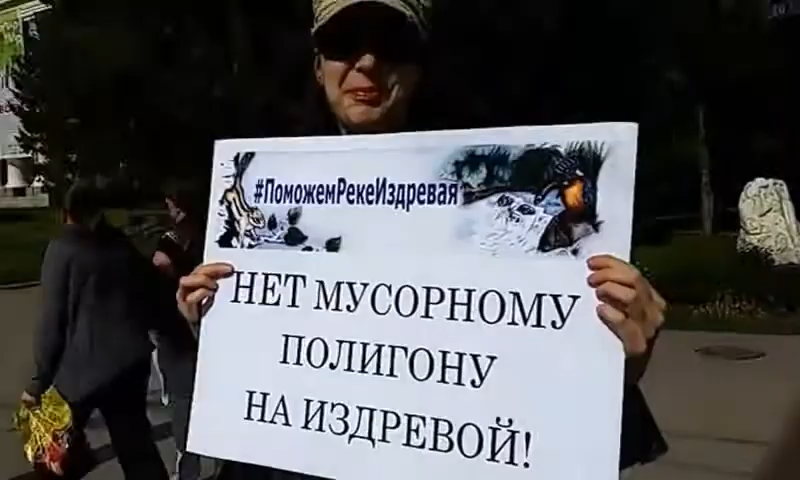 #ПоможемРекеИздревая
НЕТ МУСОРНОМУ
ПОЛИГОНУ
НА ИЗДРЕВОЙ!